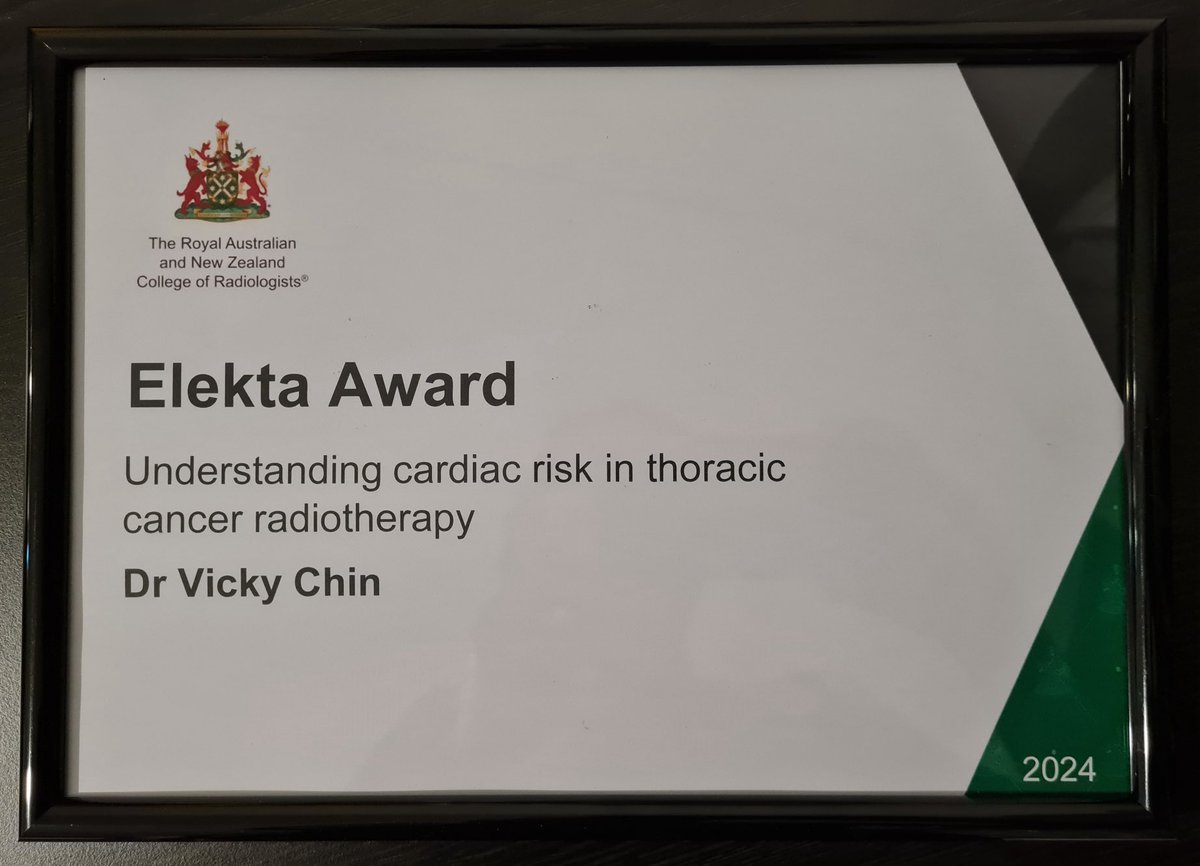 The Royal Australian
and New Zealand
College of Radiologists®
Elekta Award
Understanding cardiac risk in thoracic
cancer radiotherapy
Dr Vicky Chin
2024